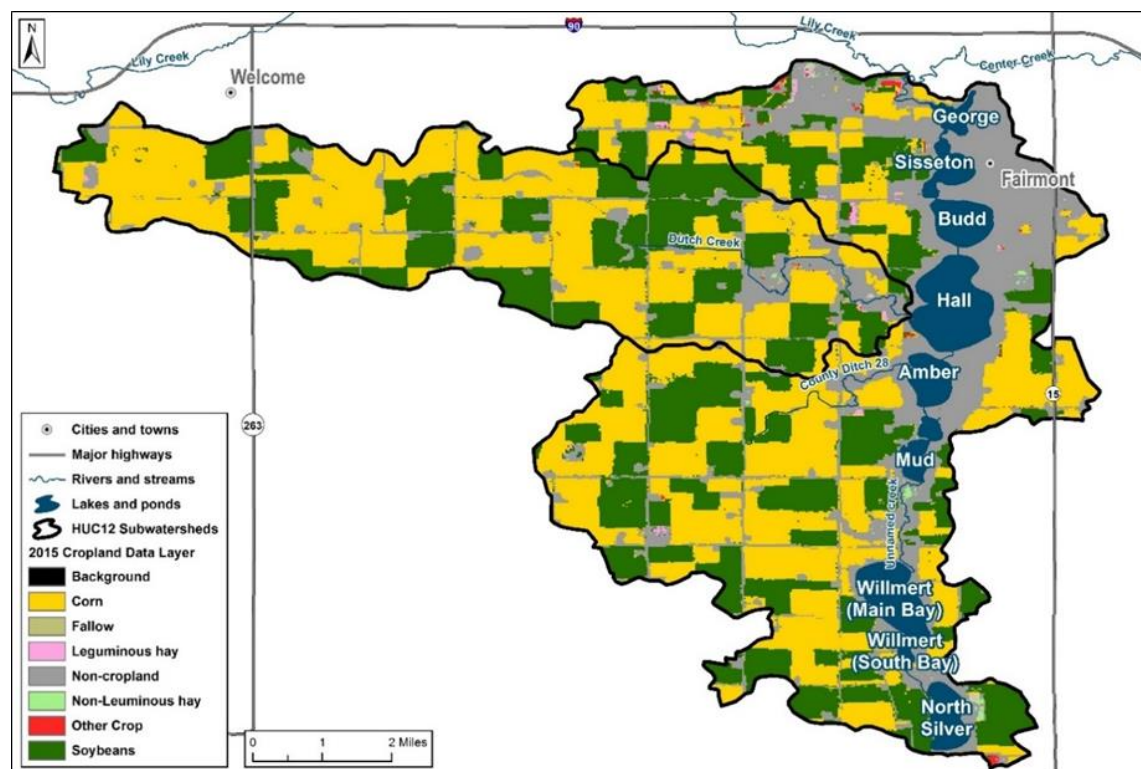 N
90
Lily Creek
Lily Creek
Center Creek
Welcome
George
Sisseton
Fairmont
Budd
Dutch Creek
Hall
County Ditch 28
Amber
15
263
Mud
Unnamed creek
Willmert
(Main Bay)
Willmert
(South Bay)
North
Silver
Cities and towns
Major highways
Rivers and streams
Lakes and ponds
HUC12 Subwatersheds
2015 Cropland Data Layer
Background
Corn
Fallow
Leguminous hay
Non-cropland
Non-Leuminous hay
Other Crop
Soybeans
0 1 2 Miles